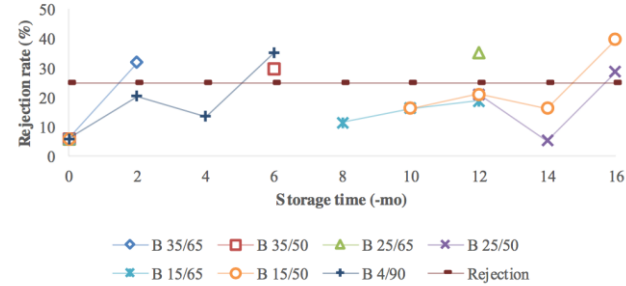 50
40
30
20
10
0
Rejection rate (%)
0 2 4 6 8 10 12 14 16
Storage time (-mo)
B 35/65 B 35/50 B 25/65 B 25/50
B 15/65 B 15/50 B 4/90 Rejection